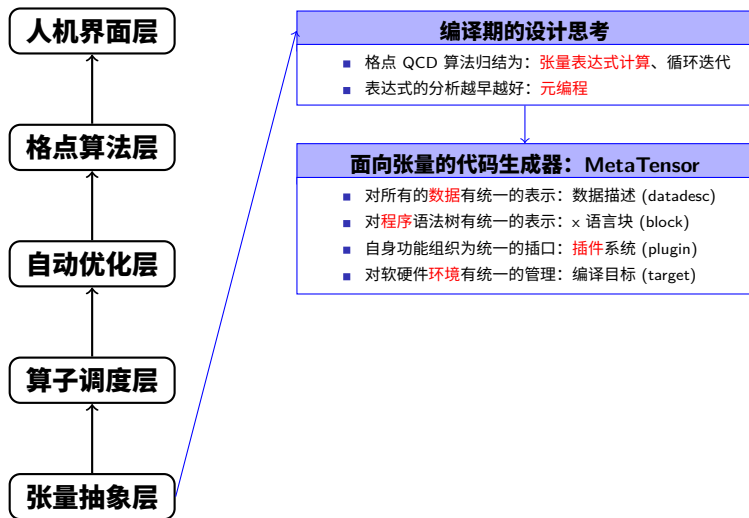 人机界面层
格点算法层
自动优化层
算子调度层
张量抽象层
编译期的设计思考
格点 QCD 算法归结为：张量表达式计算、循环迭代
表达式的分析越早越好：元编程
面向张量的代码生成器：MetaTensor
对所有的数据有统一的表示：数据描述 (datadesc)
对程序语法树有统一的表示：x 语言块 (block)
自身功能组织为统一的插口：插件系统 (plugin)
对软硬件环境有统一的管理：编译目标 (target)